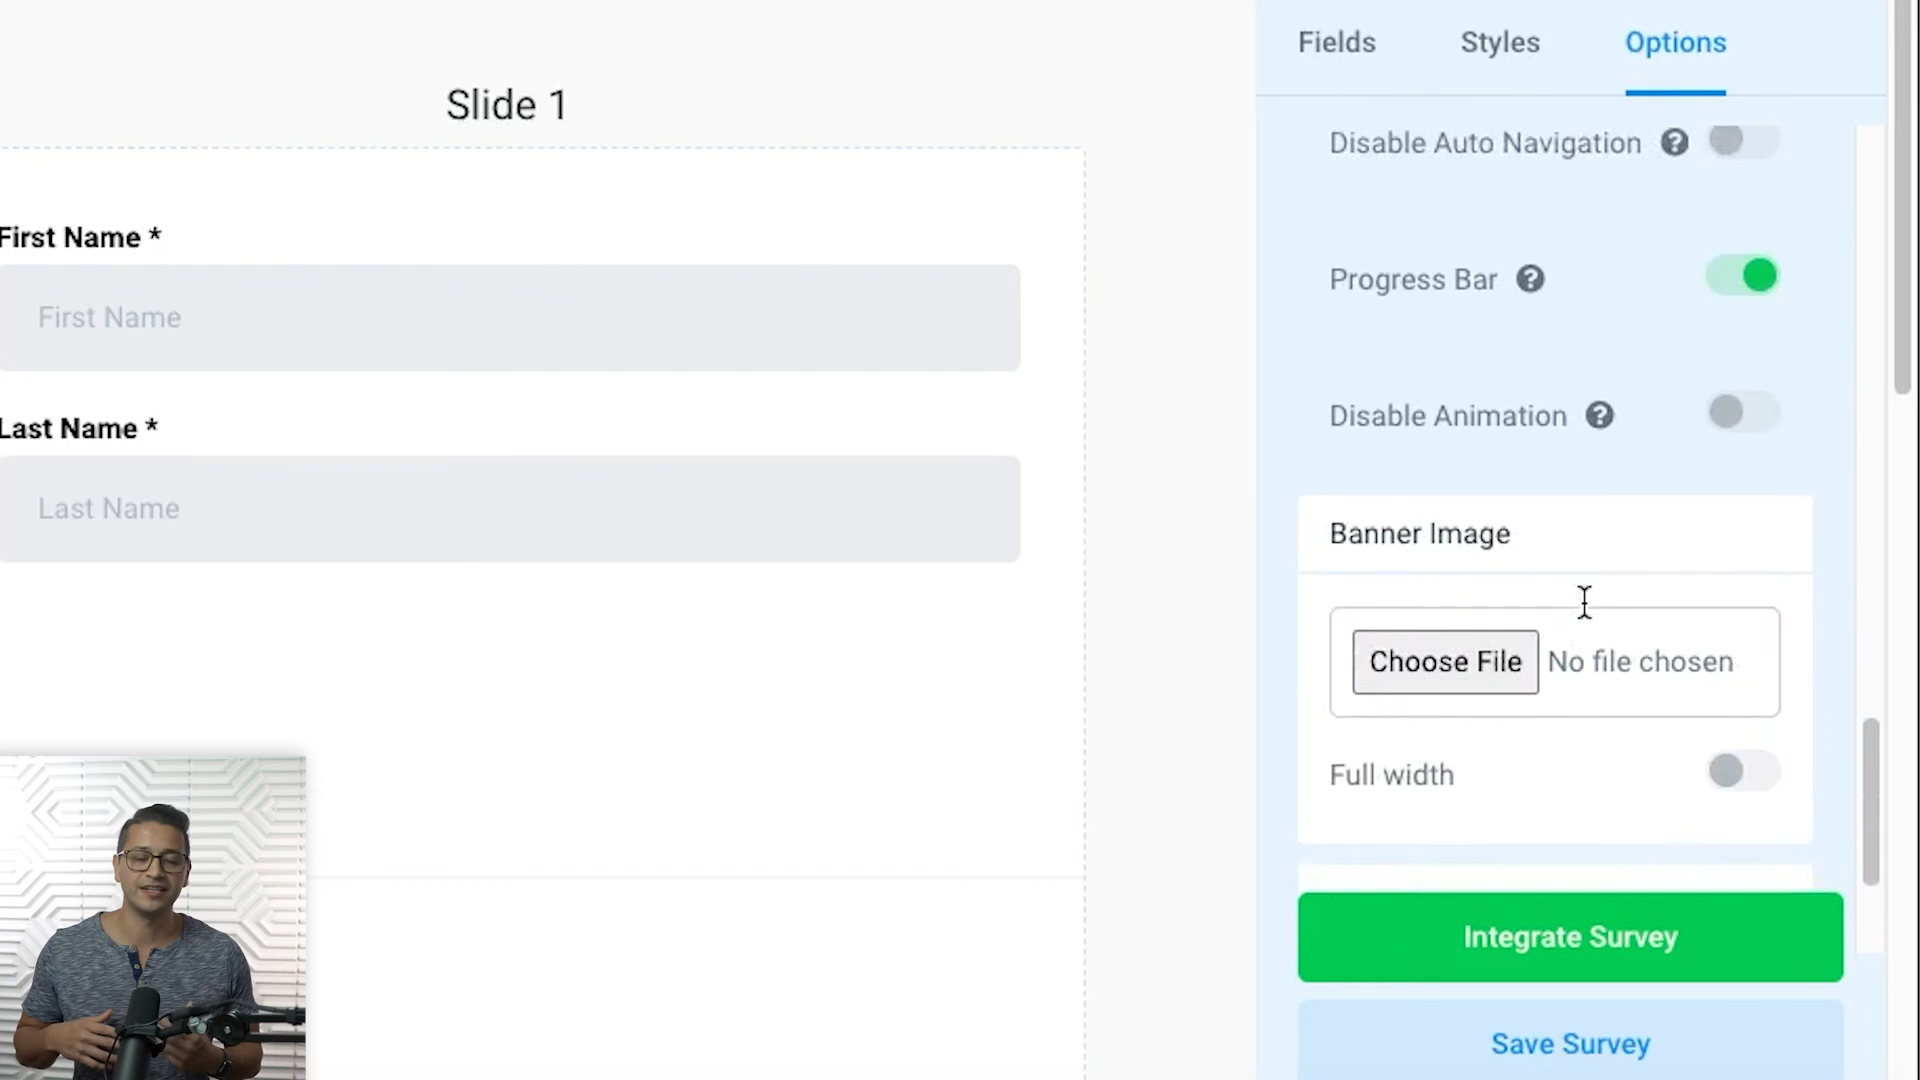 Fields Styles Options
Slide 1
Disable Auto Navigation ?
First Name *
First Name
Progress Bar ?
Last Name *
Last Name
Disable Animation ?
Banner Image
Choose File No file chosen
Full width
Integrate Survey
Save Survey